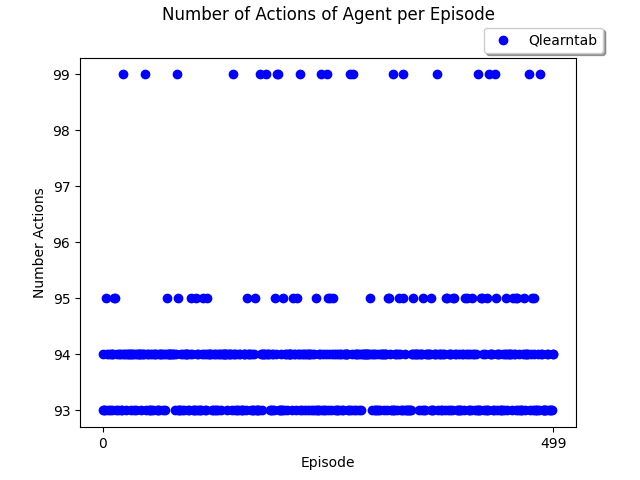 Number of Actions of Agent per Episode
Qlearntab
99
98
97
96
95
94
93
Number Actions
0
499
Episode